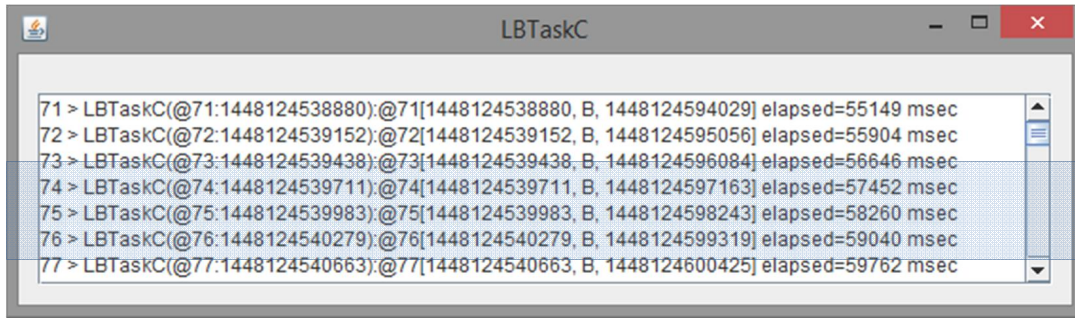 LBTaskC
71 > LBTaskC(@71:1448124538880):@71[1448124538880, B, 1448124594029] elapsed=55149 msec
72 > LBTaskC(@72:1448124539152):@72[1448124539152, B, 1448124595056] elapsed=55904 msec
73 > LBTaskC(@73:1448124539438):@73[1448124539438, B, 1448124596084] elapsed=56646 msec
74 > LBTaskC(@74:1448124539711):@74[1448124539711, B, 1448124597163] elapsed=57452 msec
75 > LBTaskC(@75:1448124539983):@75[1448124539983, B, 1448124598243] elapsed=58260 msec
76 > LBTaskC(@76:1448124540279):@76[1448124540279, B, 1448124599319] elapsed=59040 msec
77 > LBTaskC(@77:1448124540663):@77[1448124540663, B, 1448124600425] elapsed=59762 msec